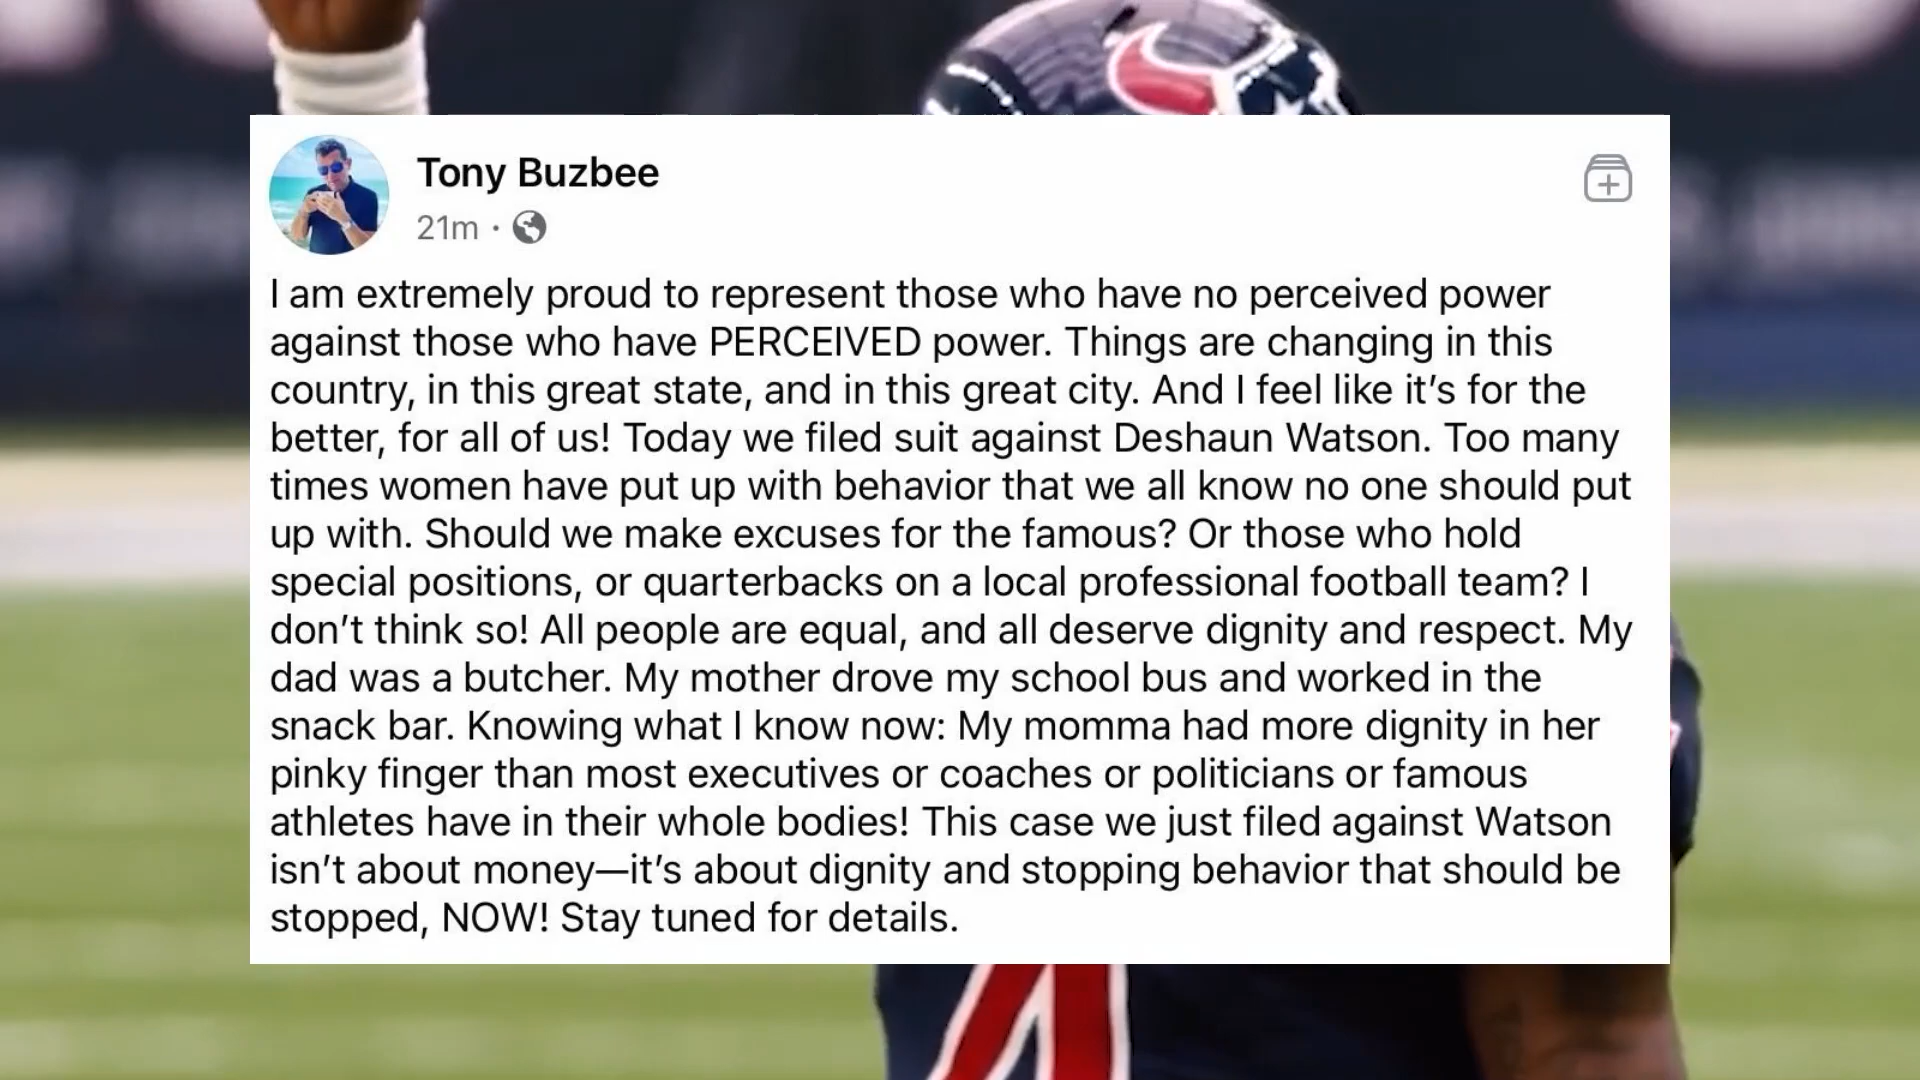 Tony Buzbee
21m ·
I am extremely proud to represent those who have no perceived power
against those who have PERCEIVED power. Things are changing in this
country, in this great state, and in this great city. And I feel like it’s for the
better, for all of us! Today we filed suit against Deshaun Watson. Too many
times women have put up with behavior that we all know no one should put
up with. Should we make excuses for the famous? Or those who hold
special positions, or quarterbacks on a local professional football team? I
don’t think so! All people are equal, and all deserve dignity and respect. My
dad was a butcher. My mother drove my school bus and worked in the
snack bar. Knowing what I know now: My momma had more dignity in her
pinky finger than most executives or coaches or politicians or famous
athletes have in their whole bodies! This case we just filed against Watson
isn’t about money—it’s about dignity and stopping behavior that should be
stopped, NOW! Stay tuned for details.